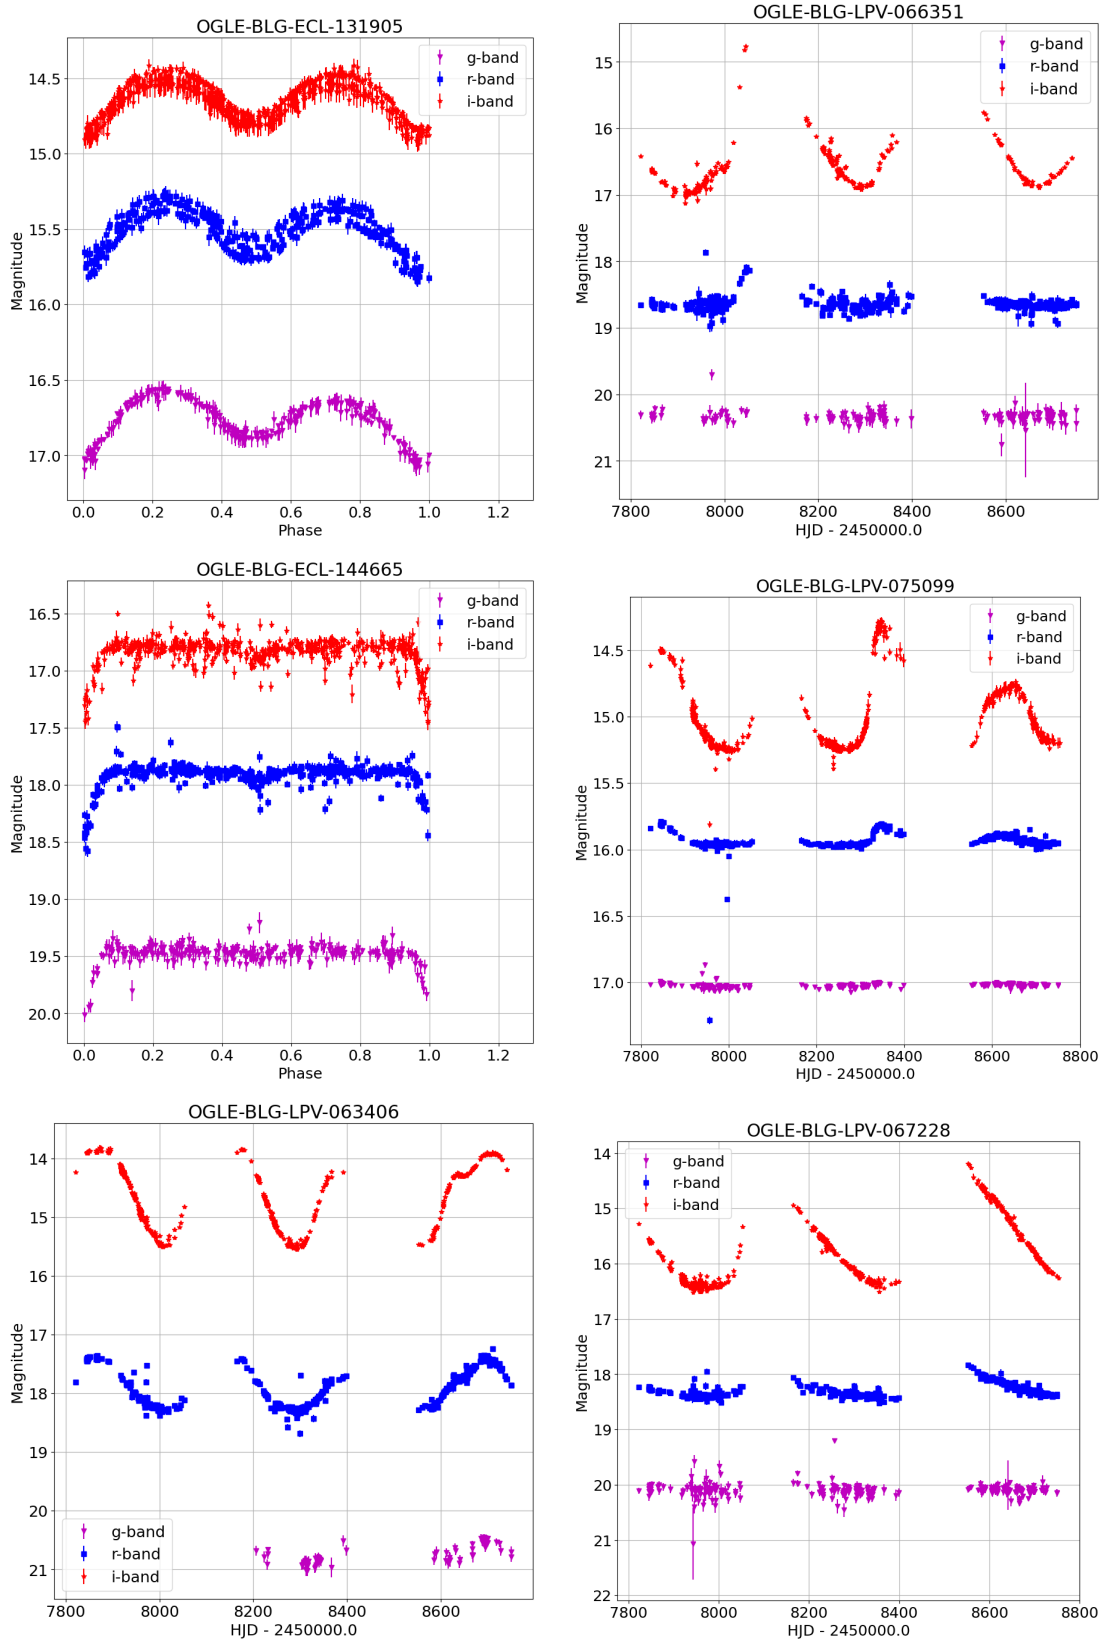 OGLE-BLG-ECL-131905
g-band
r-band
i-band
14.5
15.0
15.5
16.0
16.5
17.0
Magnitude
0.0 0.2 0.4 0.6 0.8 1.0 1.2
Phase
OGLE-BLG-LPV-066351
g-band
r-band
i-band
15
16
17
18
19
20
21
Magnitude
7800 8000 8200 8400 8600
HJD - 2450000.0
OGLE-BLG-ECL-144665
g-band
r-band
i-band
16.5
17.0
17.5
18.0
18.5
19.0
19.5
20.0
Magnitude
0.0 0.2 0.4 0.6 0.8 1.0 1.2
Phase
OGLE-BLG-LPV-075099
g-band
r-band
i-band
14.5
15.0
15.5
16.0
16.5
17.0
Magnitude
7800 8000 8200 8400 8600 8800
HJD - 2450000.0
OGLE-BLG-LPV-063406
14
15
16
17
18
19
20
21
Magnitude
g-band
r-band
i-band
7800 8000 8200 8400 8600
HJD - 2450000.0
OGLE-BLG-LPV-067228
g-band
r-band
i-band
14
15
16
17
18
19
20
21
22
Magnitude
7800 8000 8200 8400 8600 8800
HJD - 2450000.0